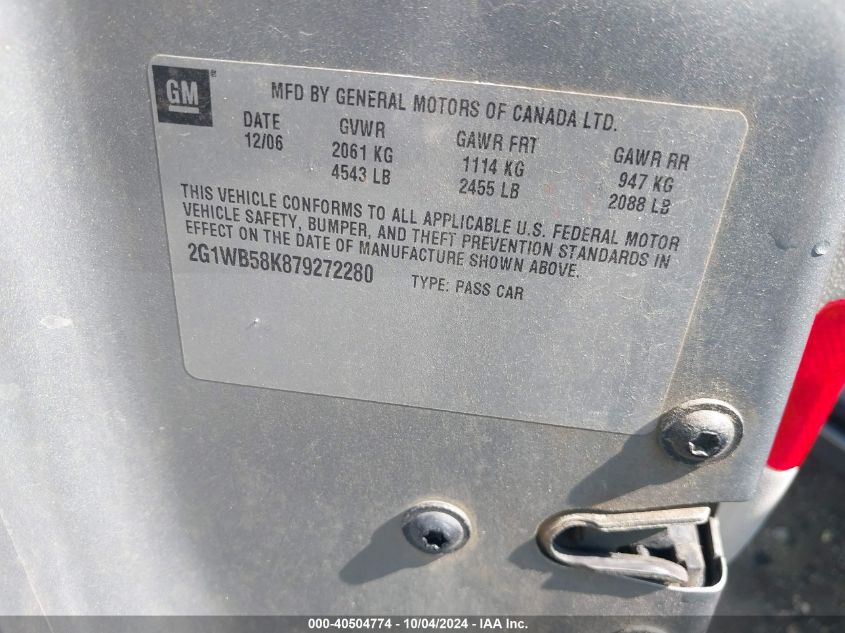 GM
MFD BY GENERAL MOTORS OF CANADA LTD.
DATE GVWR GAWR FRT GAWR RR
12/06 2061 KG 1114 KG 947 KG
4543 LB 2455 LB 2088 LB
THIS VEHICLE CONFORMS TO ALL APPLICABLE U.S. FEDERAL MOTOR
VEHICLE SAFETY, BUMPER, AND THEFT PREVENTION STANDARDS IN
EFFECT ON THE DATE OF MANUFACTURE SHOWN ABOVE.
2G1WB58K879272280 TYPE: PASS CAR
000-40504774 - 10/04/2024 - IAA Inc.